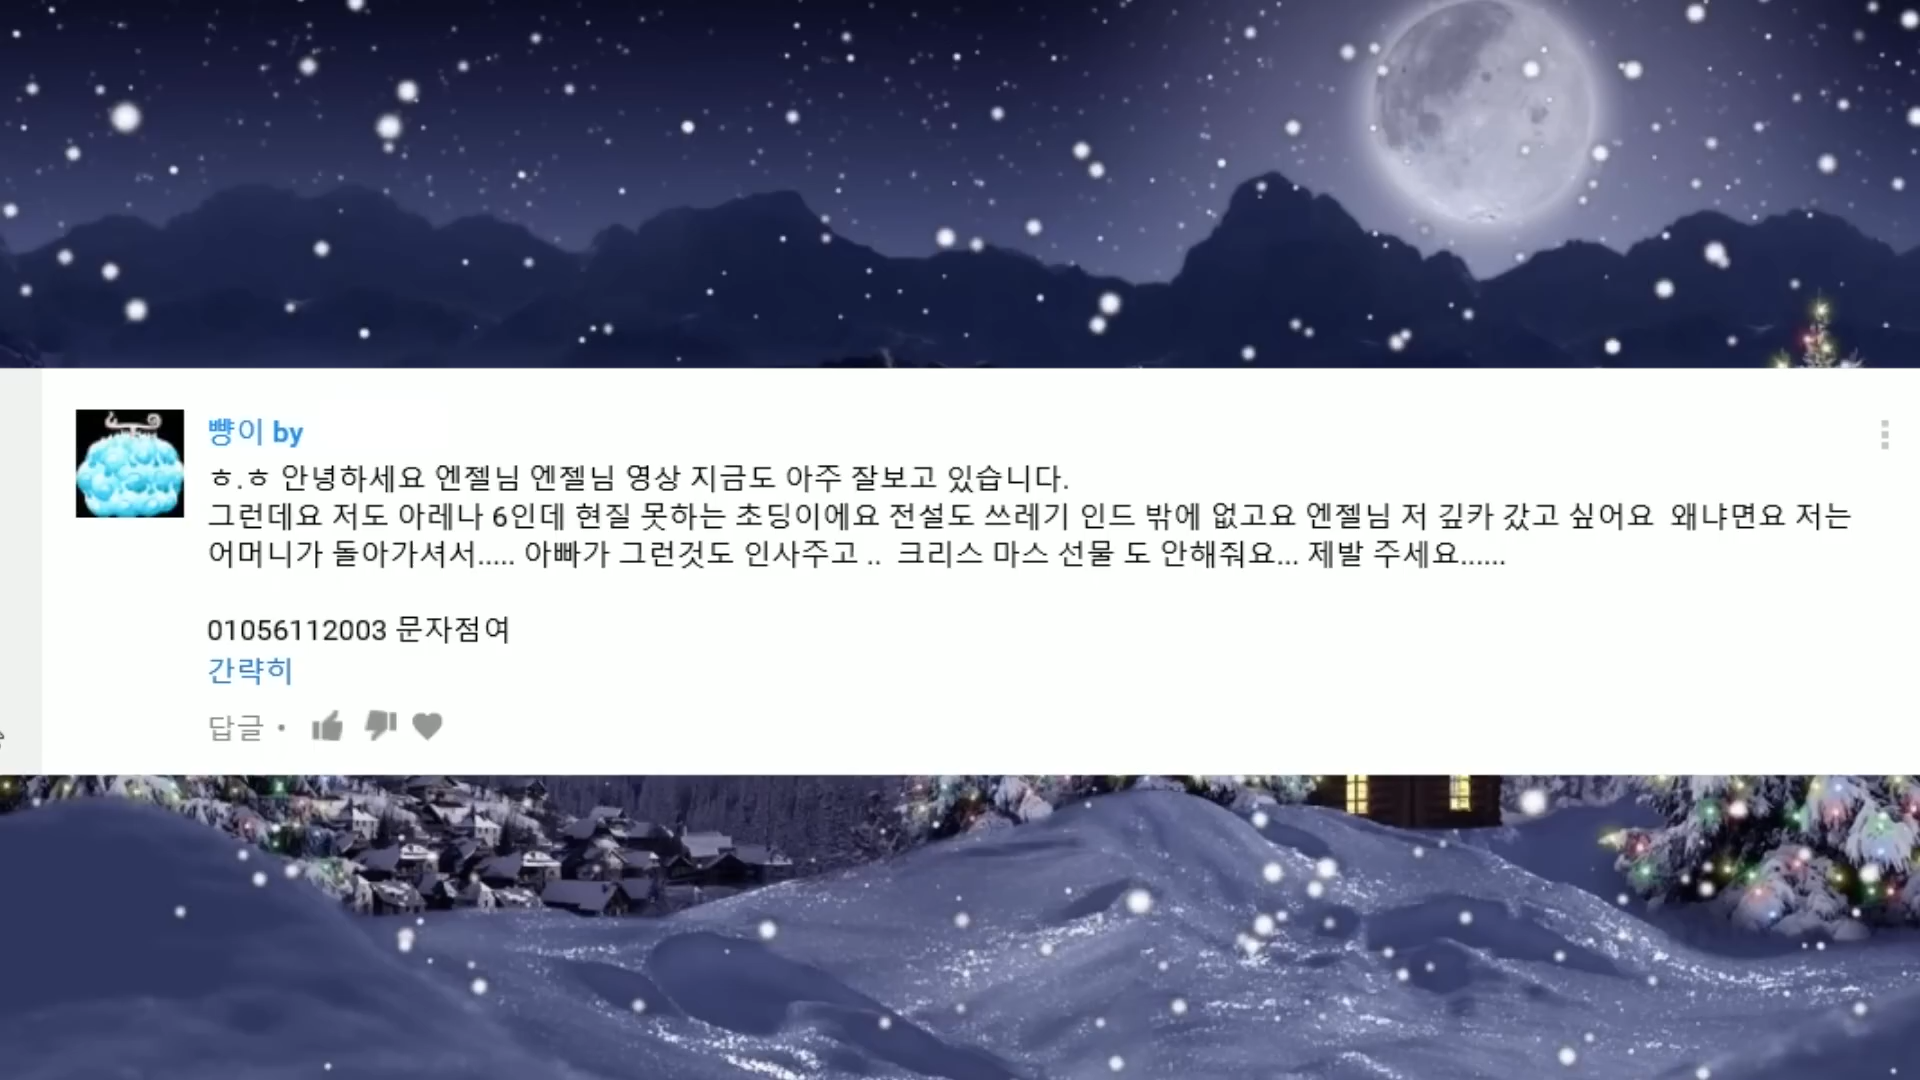 뺭이 by
ㅎ.ㅎ 안녕하세요 엔젤님 엔젤님 영상 지금도 아주 잘보고 있습니다.
그런데요 저도 아레나 6인데 현질 못하는 초딩이에요 전설도 쓰레기 인드 밖에 없고요 엔젤님 저 깊카 갔고 싶어요 왜냐면요 저는
어머니가 돌아가셔서..... 아빠가 그런것도 인사주고 .. 크리스 마스 선물 도 안해줘요... 제발 주세요......
01056112003 문자점여
간략히
답글 •